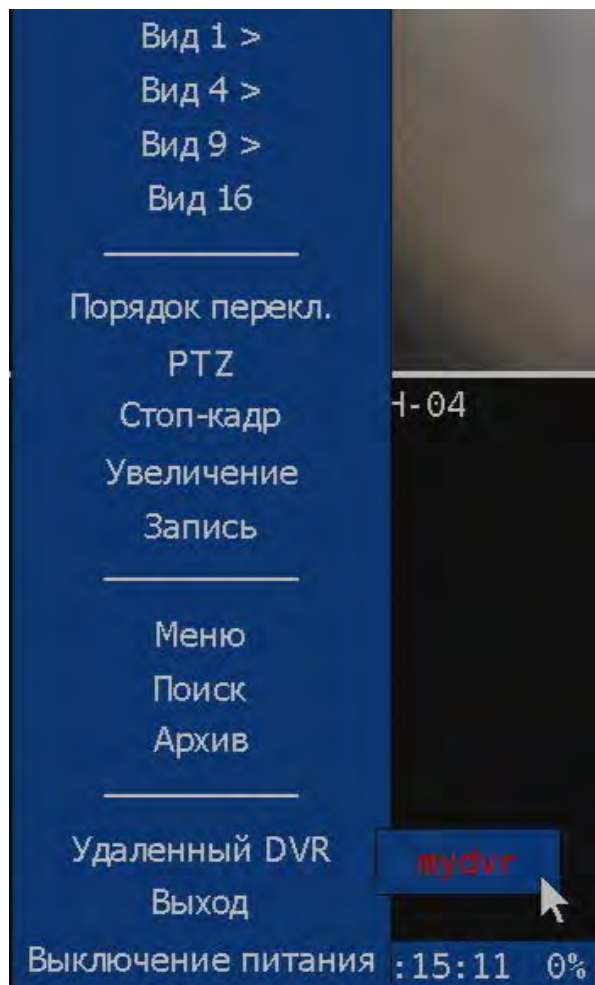 Вид 1 >
Вид 4 >
Вид 9 >
Вид 16
Порядок перекл.
PTZ
Стоп-кадр
H-04
Увеличение
Запись
Меню
Поиск
Архив
Удаленный DVR
mydvr
Выход
Выключение питания
:15:11 0%